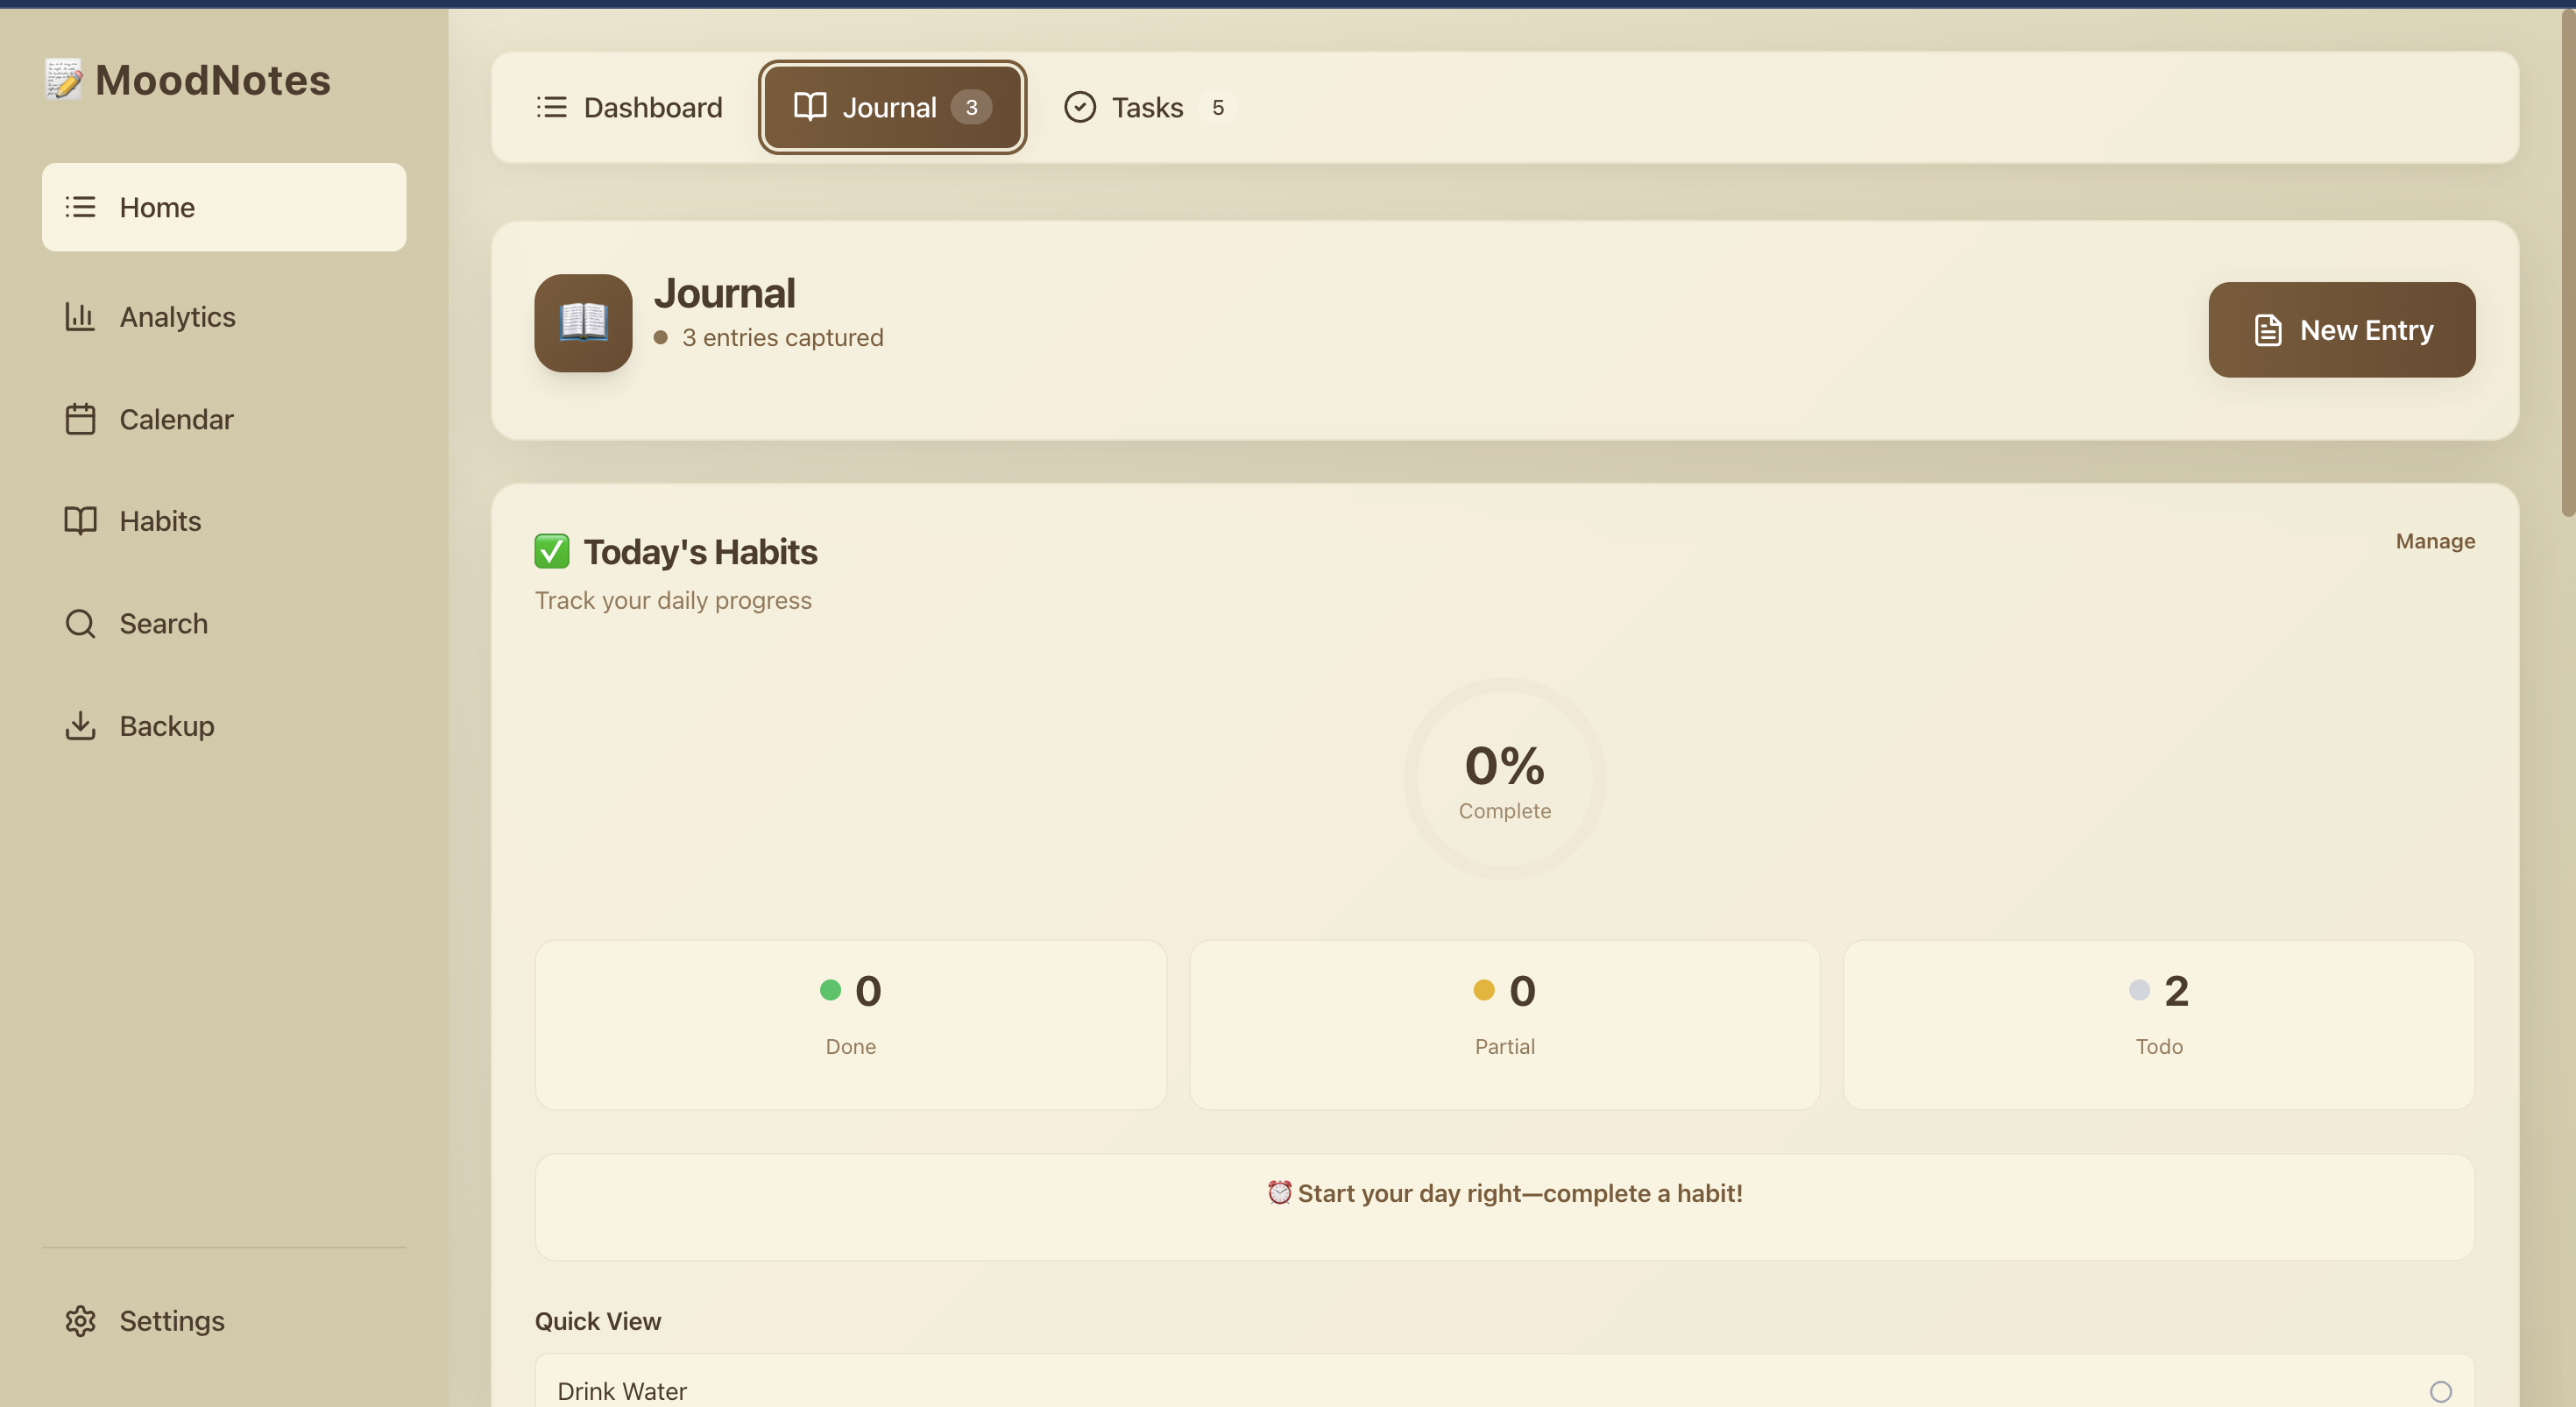 MoodNotes
Home
Analytics
Calendar
Habits
Search
Backup
Settings
Dashboard
Journal 3
Tasks 5
Journal
3 entries captured
New Entry
Today's Habits
Manage
Track your daily progress
0%
Complete
0
Done
0
Partial
2
Todo
Start your day right—complete a habit!
Quick View
Drink Water